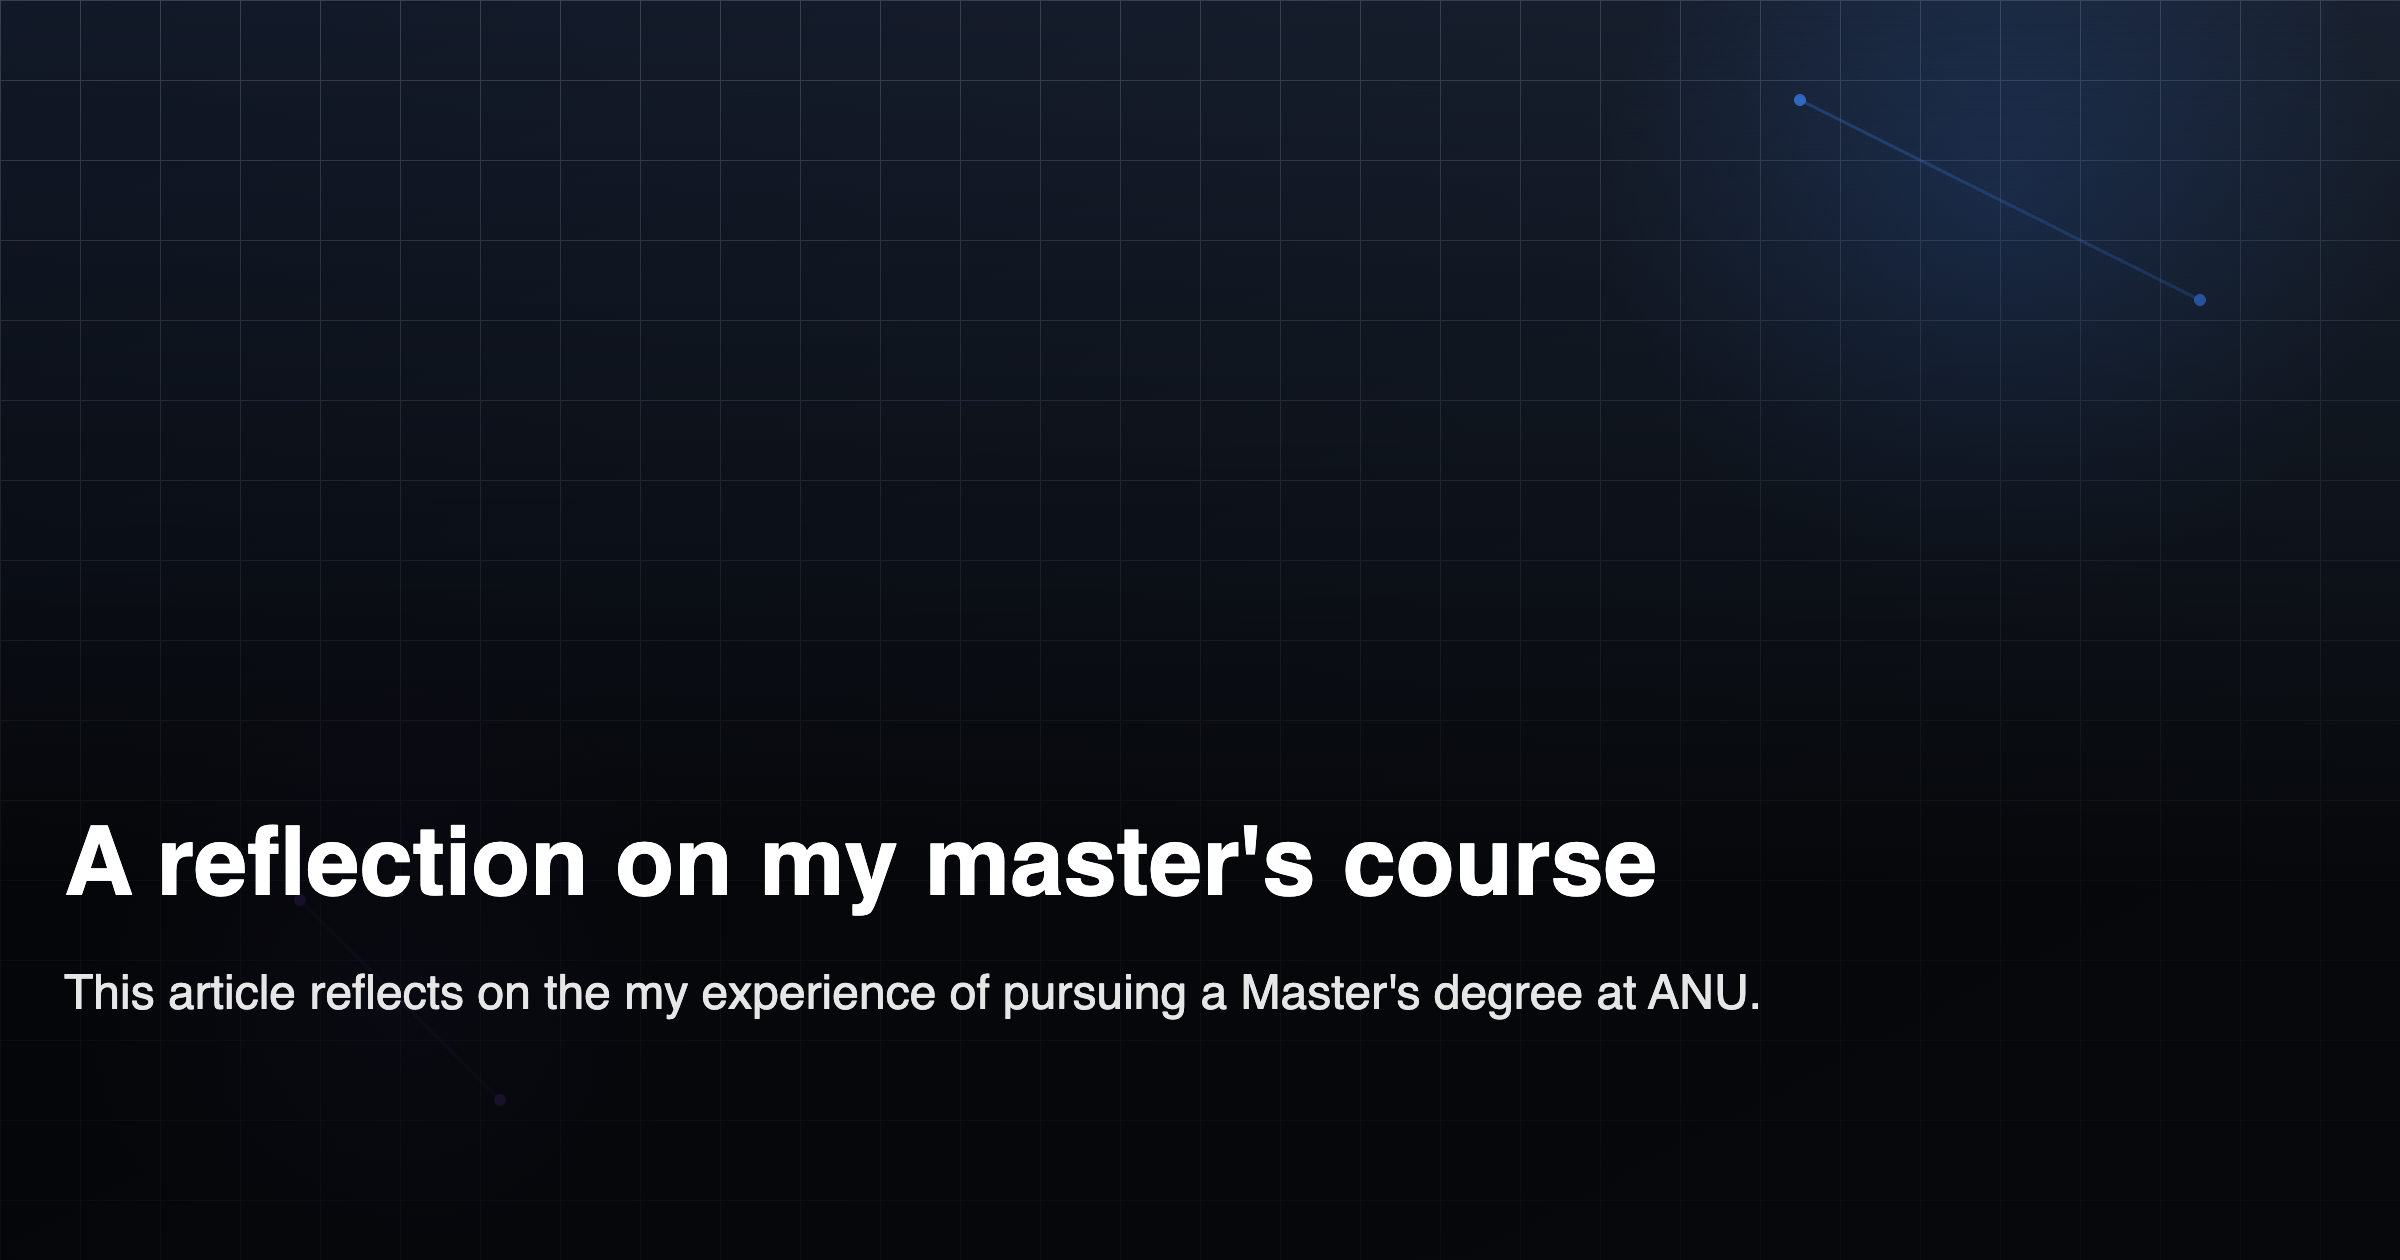 A reflection on my master's course
This article reflects on the my experience of pursuing a Master's degree at ANU.